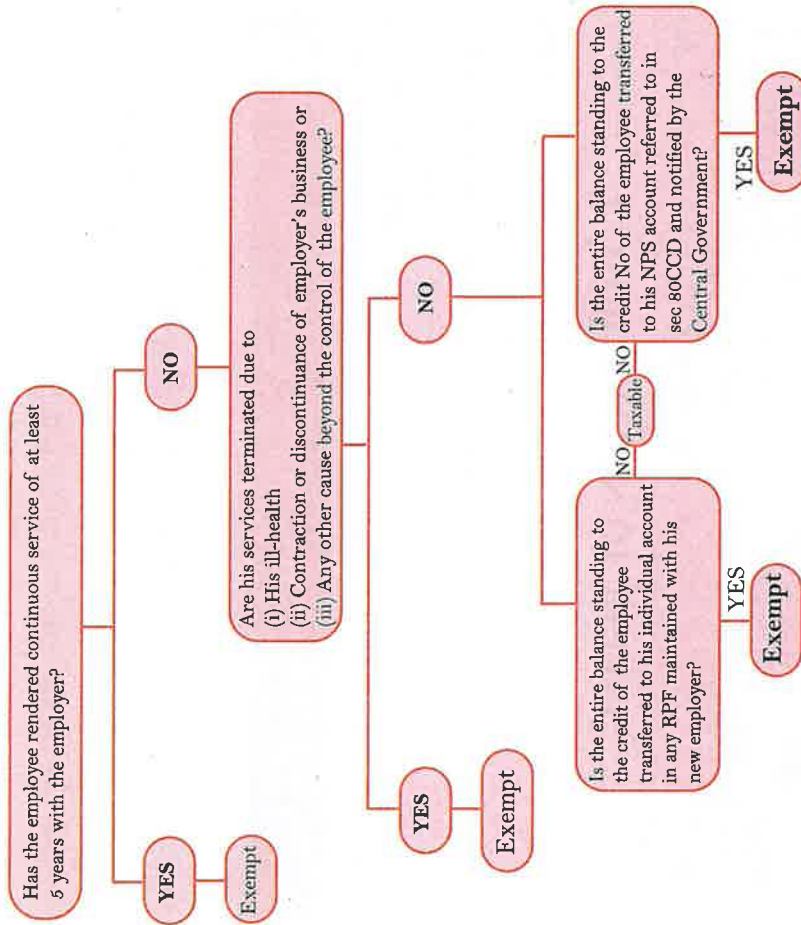 Has the employee rendered continuous service of at least
5 years with the employer?
YES
NO
Exempt
Are his services terminated due to
(i) His ill-health
(ii) Contraction or discontinuance of employer's business or
(iii) Any other cause beyond the control of the employee?
YES
NO
Exempt
Is the entire balance standing to
the credit of the employee
transferred to his individual account
in any RPF maintained with his
new employer?
NO
Taxable
NO
Is the entire balance standing to the
credit No of the employee transferred
to his NPS account referred to in
sec 80CCD and notified by the
Central Government?
YES
Exempt
YES
Exempt